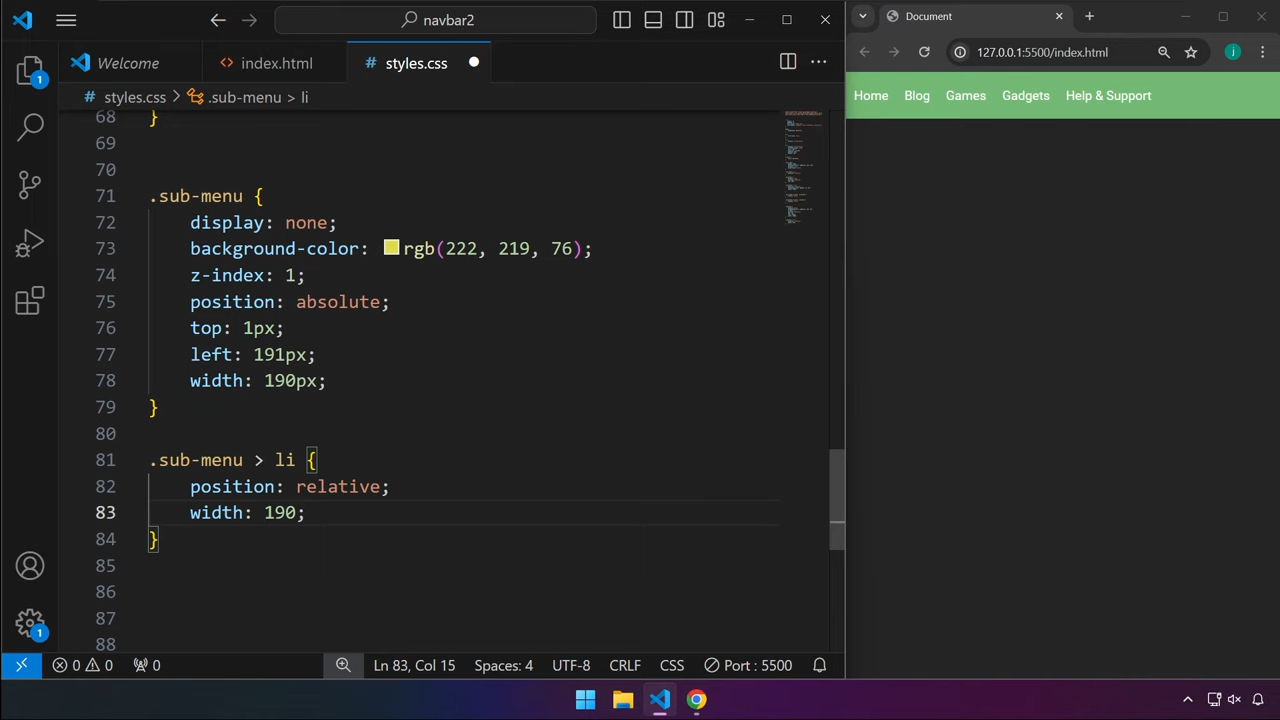 navbar2
Welcome
index.html
# styles.css
# styles.css > .sub-menu > li
68 }
69
70
71 .sub-menu {
72 display: none;
73 background-color: rgb(222, 219, 76);
74 z-index: 1;
75 position: absolute;
76 top: 1px;
77 left: 191px;
78 width: 190px;
79 }
80
81 .sub-menu > li {
82 position: relative;
83 width: 190;
84 }
85
86
87
88
1
1
0 0 0 Ln 83, Col 15 Spaces: 4 UTF-8 CRLF CSS Port : 5500
Document
127.0.0.1:5500/index.html
j
Home Blog Games Gadgets Help & Support